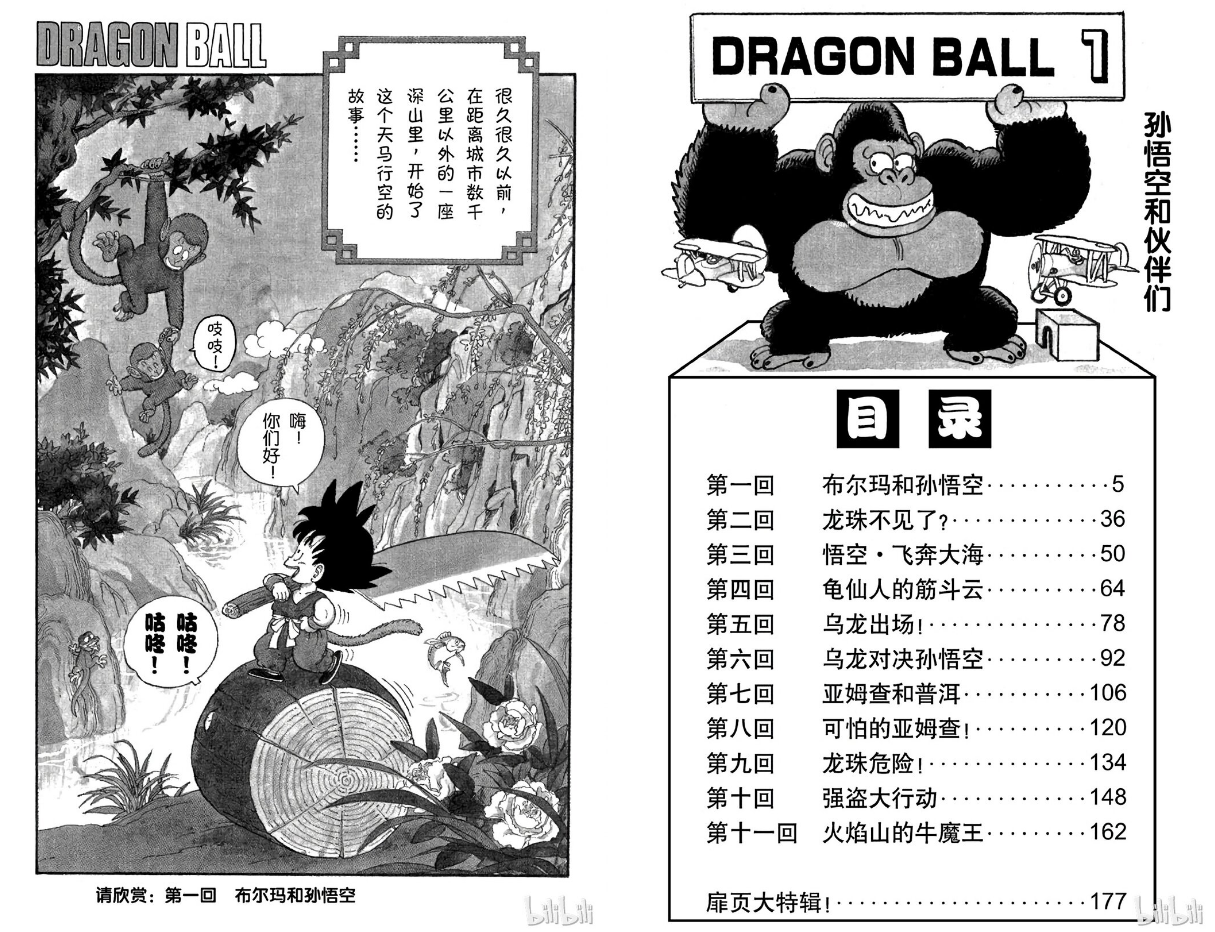 DRAGON BALL
很久很久以前，
在距离城市数千
公里以外的一座
深山里，开始了
这个天马行空的
故事……
吱吱！
嗨！
你们好！
咕咚！
咕咚！
请欣赏：第一回 布尔玛和孙悟空
bilibili
DRAGON BALL 1
孙悟空和伙伴们
目录
第一回 布尔玛和孙悟空···········5
第二回 龙珠不见了?·············36
第三回 悟空·飞奔大海··········50
第四回 龟仙人的筋斗云··········64
第五回 乌龙出场!···············78
第六回 乌龙对决孙悟空··········92
第七回 亚姆查和普洱···········106
第八回 可怕的亚姆查!··········120
第九回 龙珠危险!··············134
第十回 强盗大行动·············148
第十一回 火焰山的牛魔王·········162
扉页大特辑!······················177
bilibili